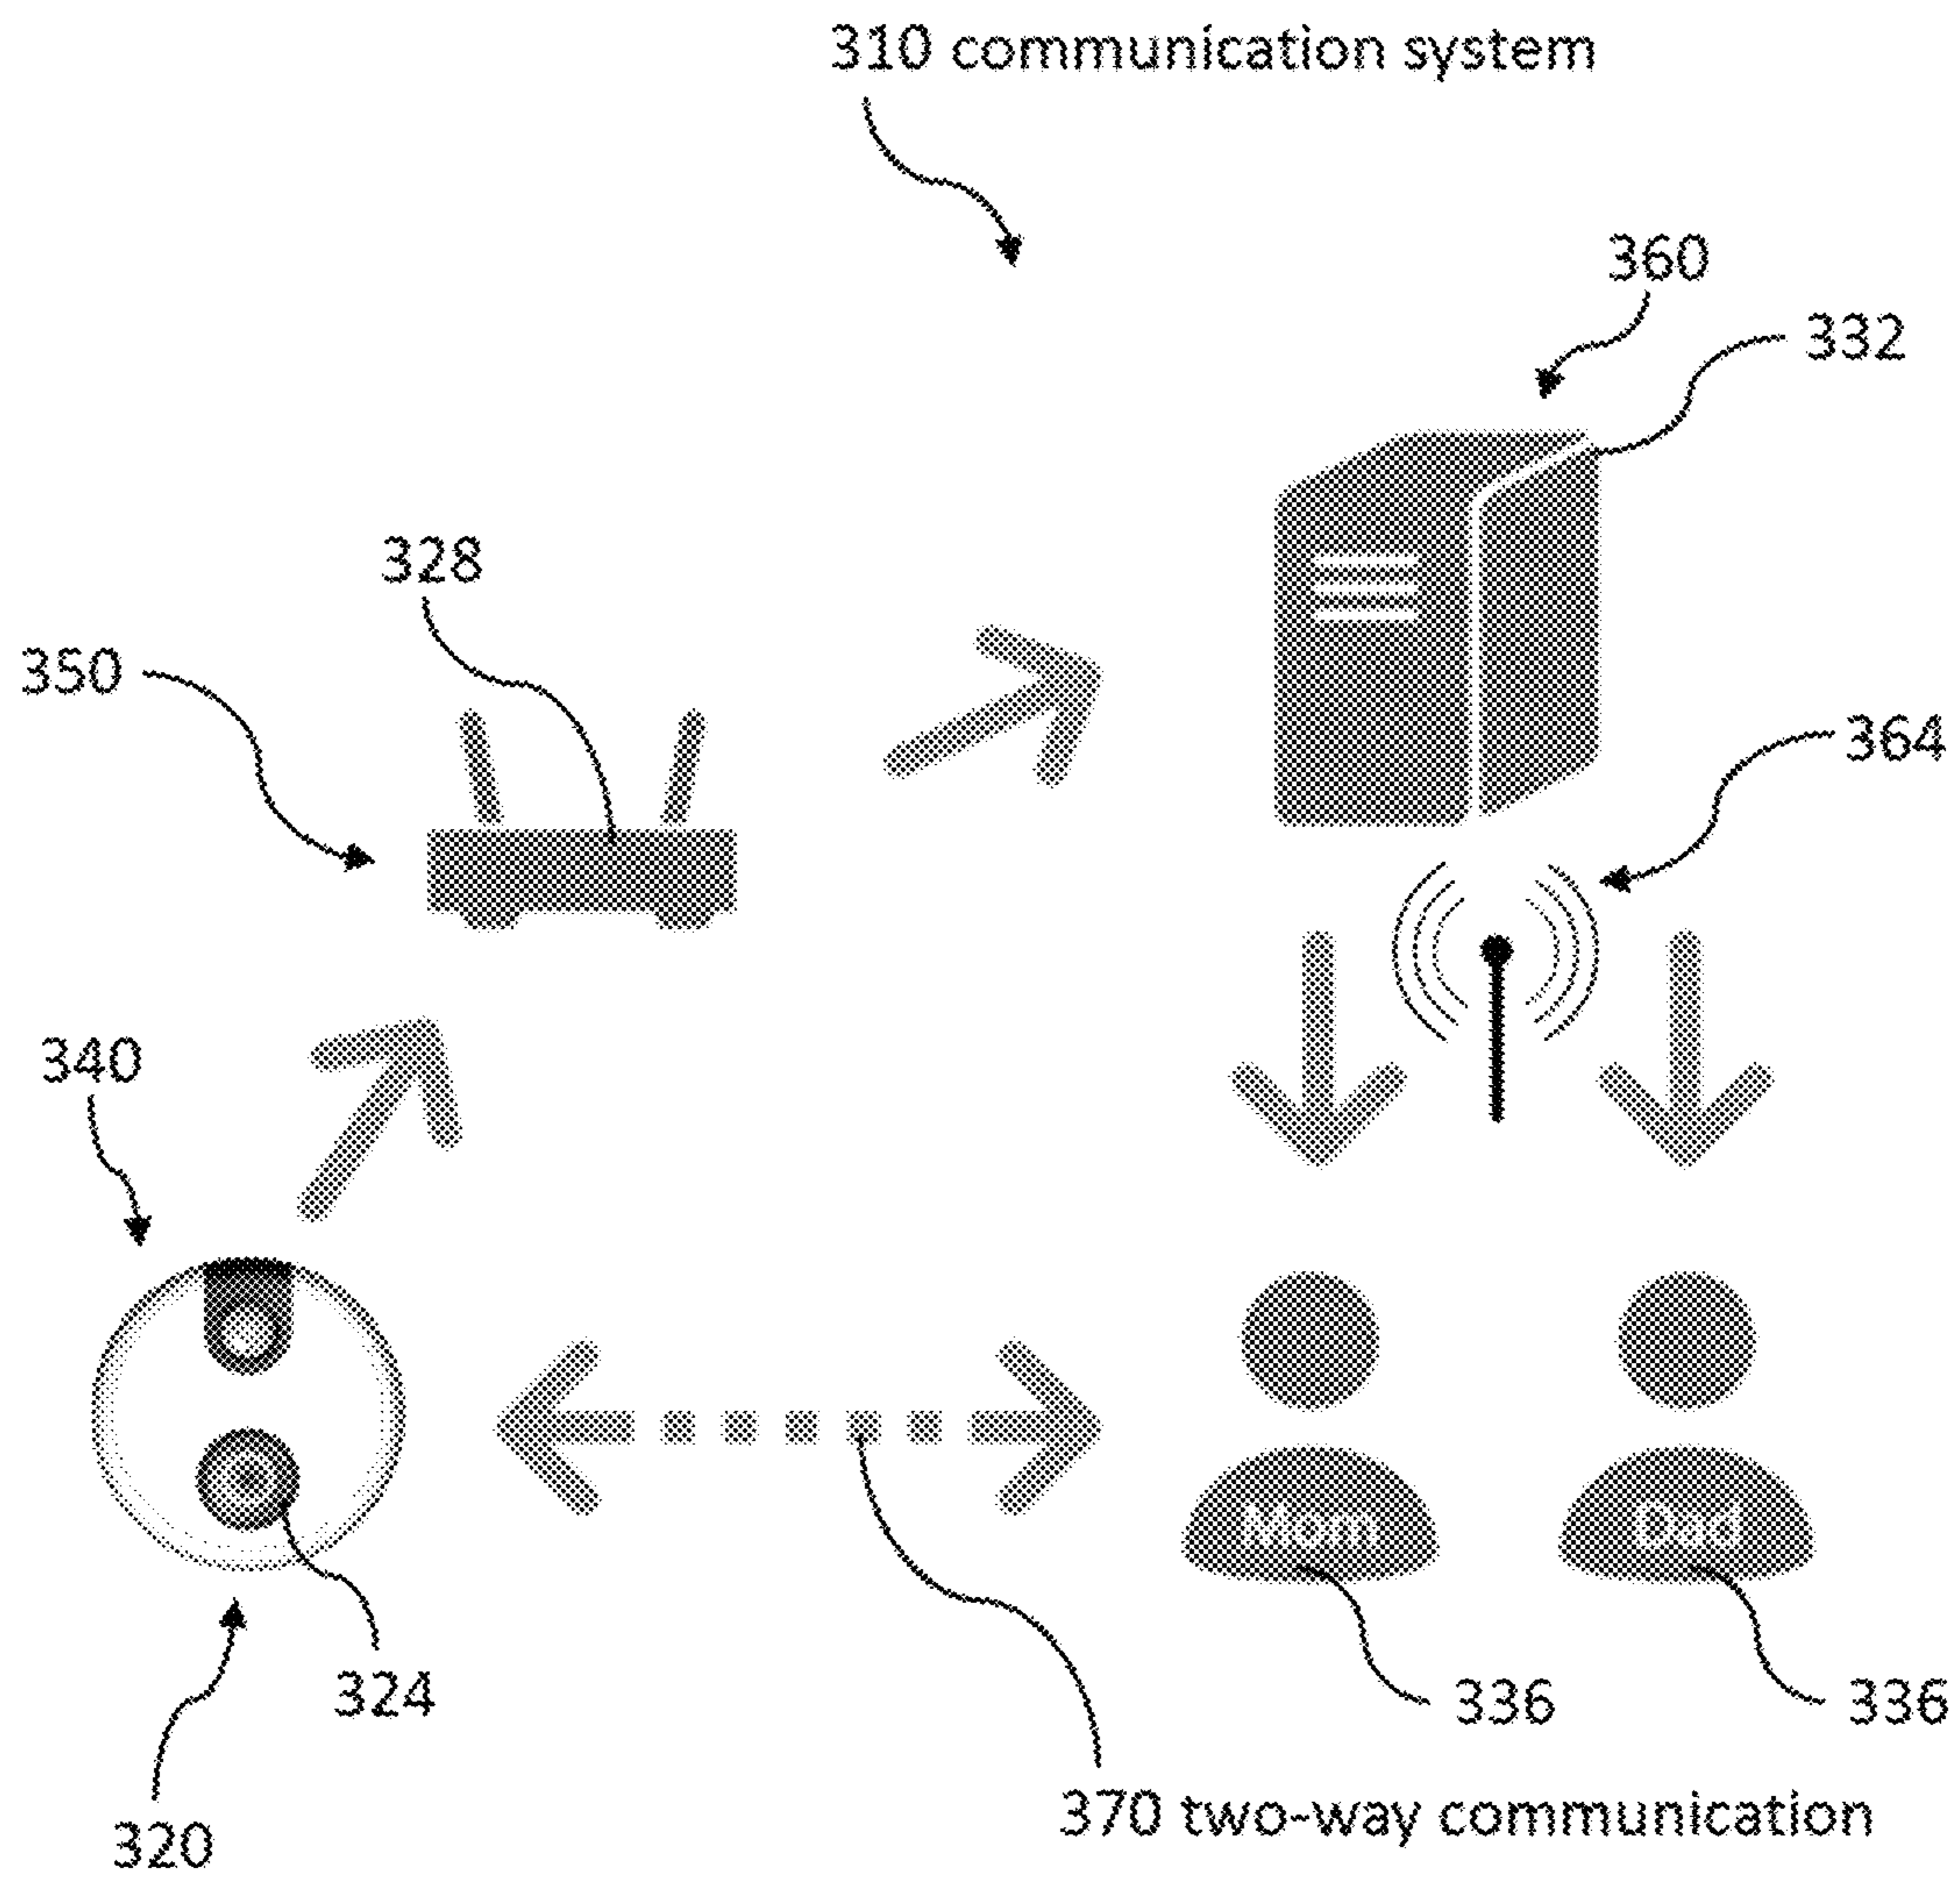 310 communication system
360
332
328
350
364
340
Mom
Dad
324
336
336
370 two-way communication
320